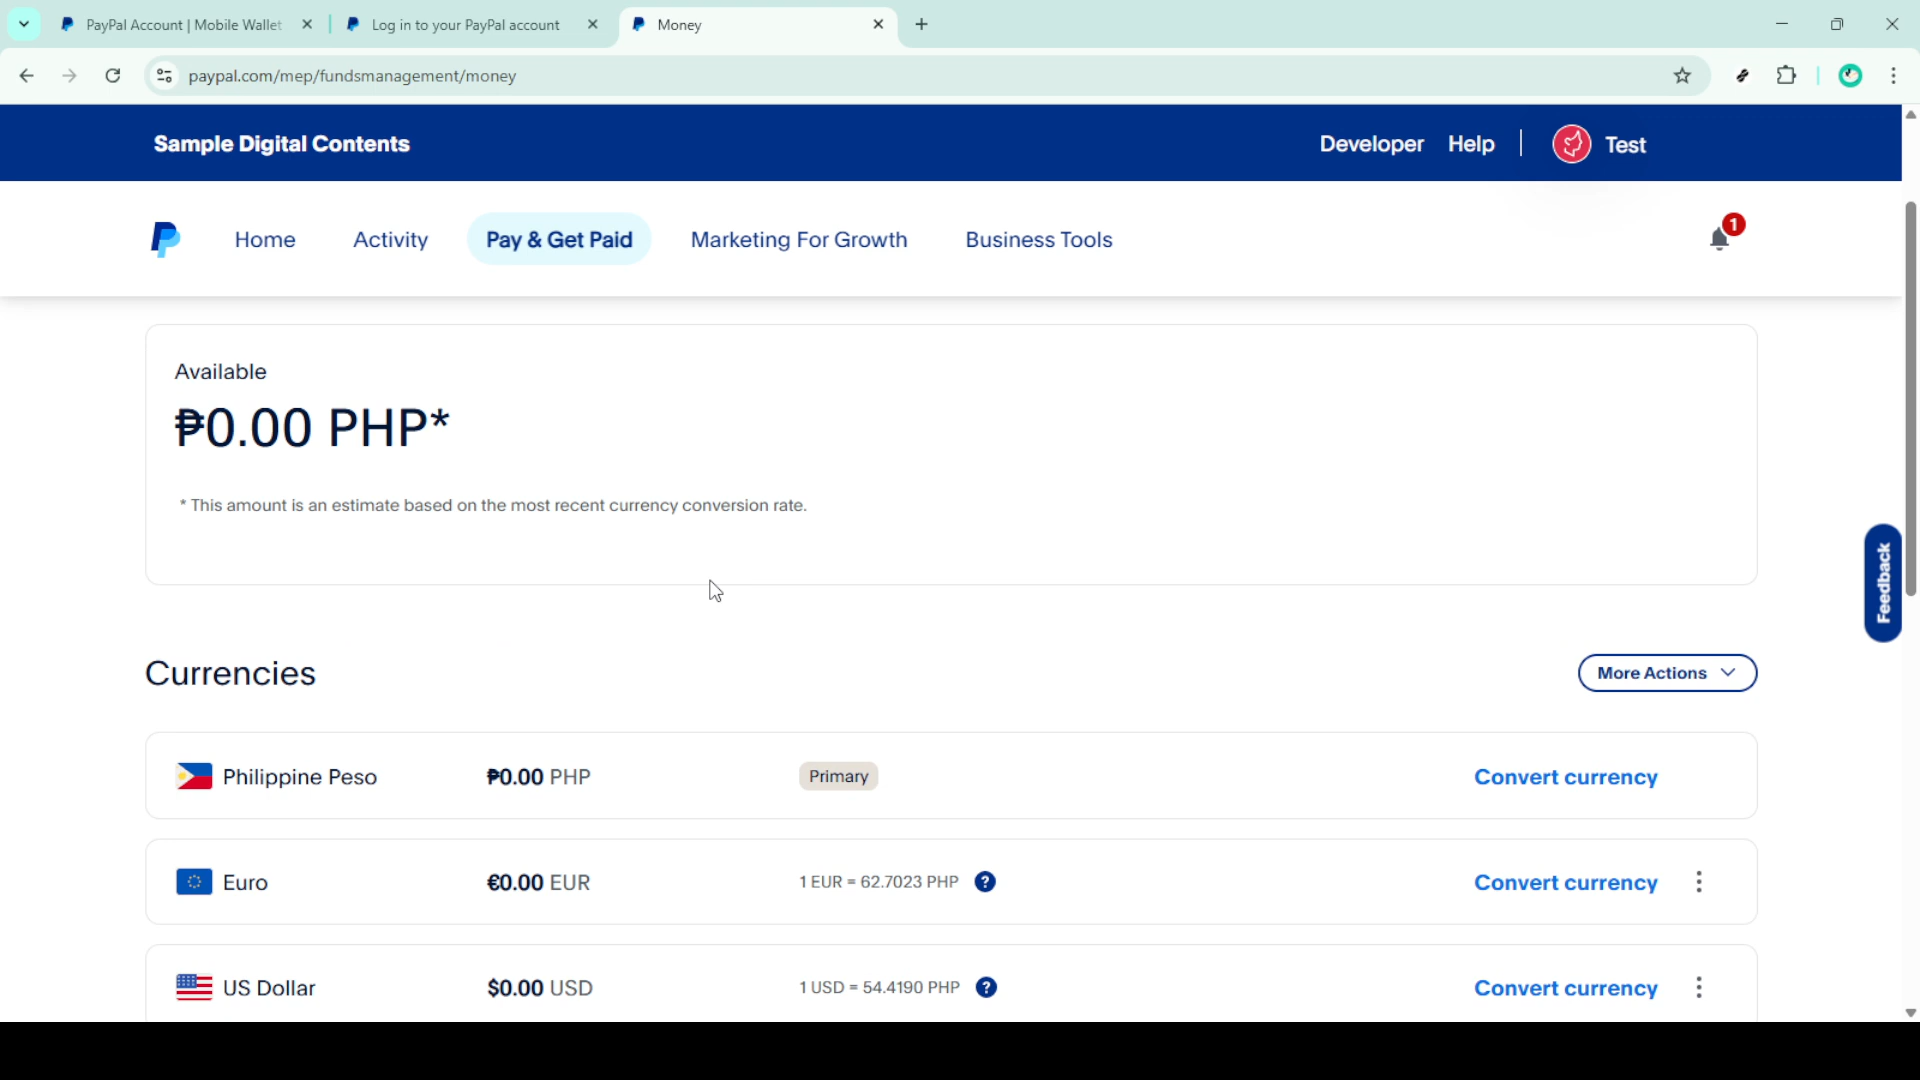 PayPal Account | Mobile Wallet
Log in to your PayPal account
Money
paypal.com/mep/fundsmanagement/money
Sample Digital Contents
Developer
Help
Test
Home
Activity
Pay & Get Paid
Marketing For Growth
Business Tools
1
Available
₱0.00 PHP*
* This amount is an estimate based on the most recent currency conversion rate.
Feedback
Currencies
More Actions
Philippine Peso ₱0.00 PHP Primary Convert currency
Euro €0.00 EUR 1 EUR = 62.7023 PHP ? Convert currency
US Dollar $0.00 USD 1 USD = 54.4190 PHP ? Convert currency